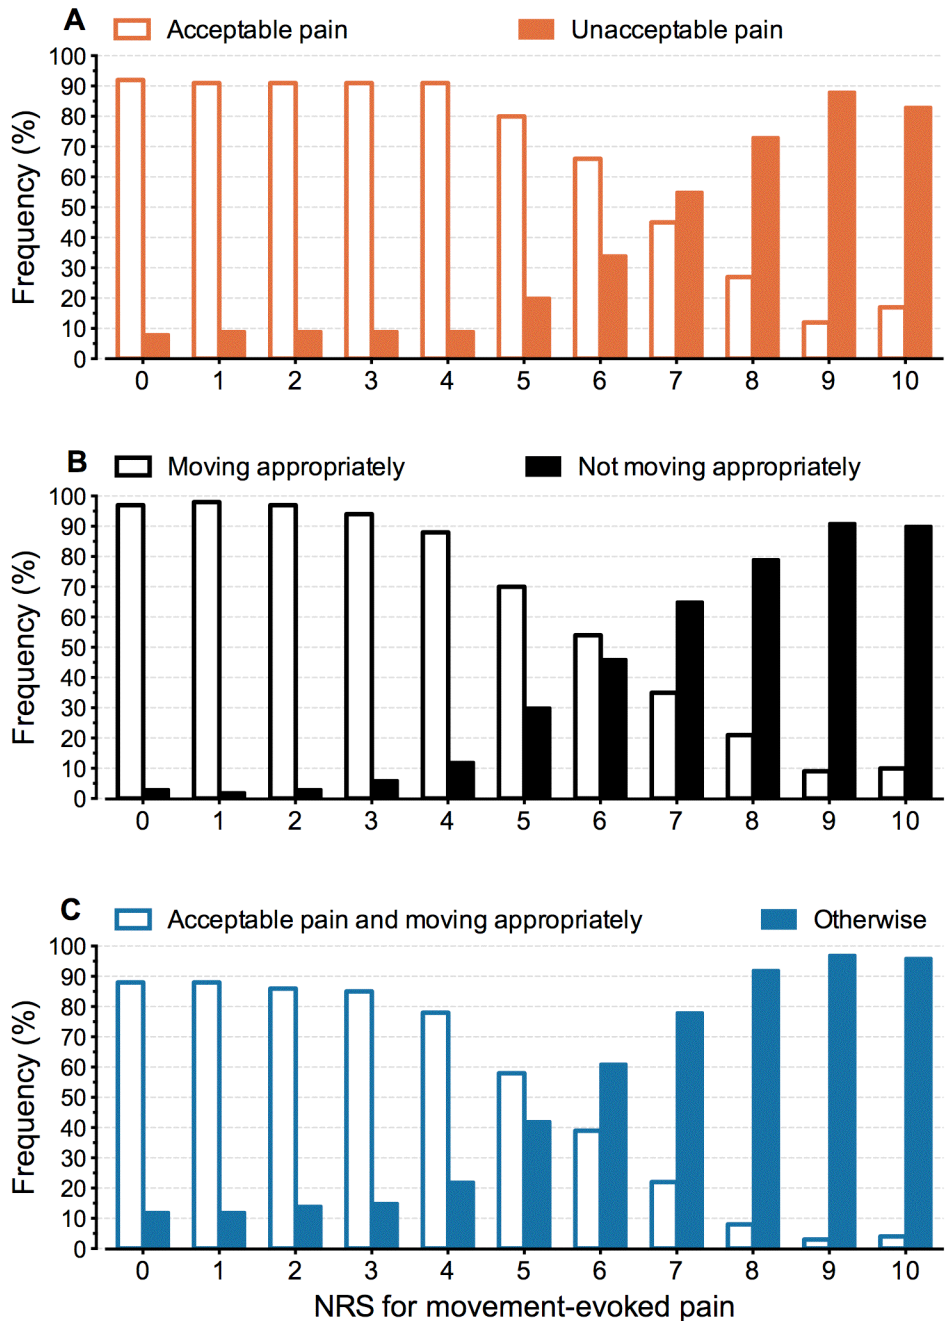 A
Acceptable pain
Unacceptable pain
Frequency (%)
100
90
80
70
60
50
40
30
20
10
0
0 1 2 3 4 5 6 7 8 9 10
B
Moving appropriately
Not moving appropriately
Frequency (%)
100
90
80
70
60
50
40
30
20
10
0
0 1 2 3 4 5 6 7 8 9 10
C
Acceptable pain and moving appropriately
Otherwise
Frequency (%)
100
90
80
70
60
50
40
30
20
10
0
0 1 2 3 4 5 6 7 8 9 10
NRS for movement-evoked pain